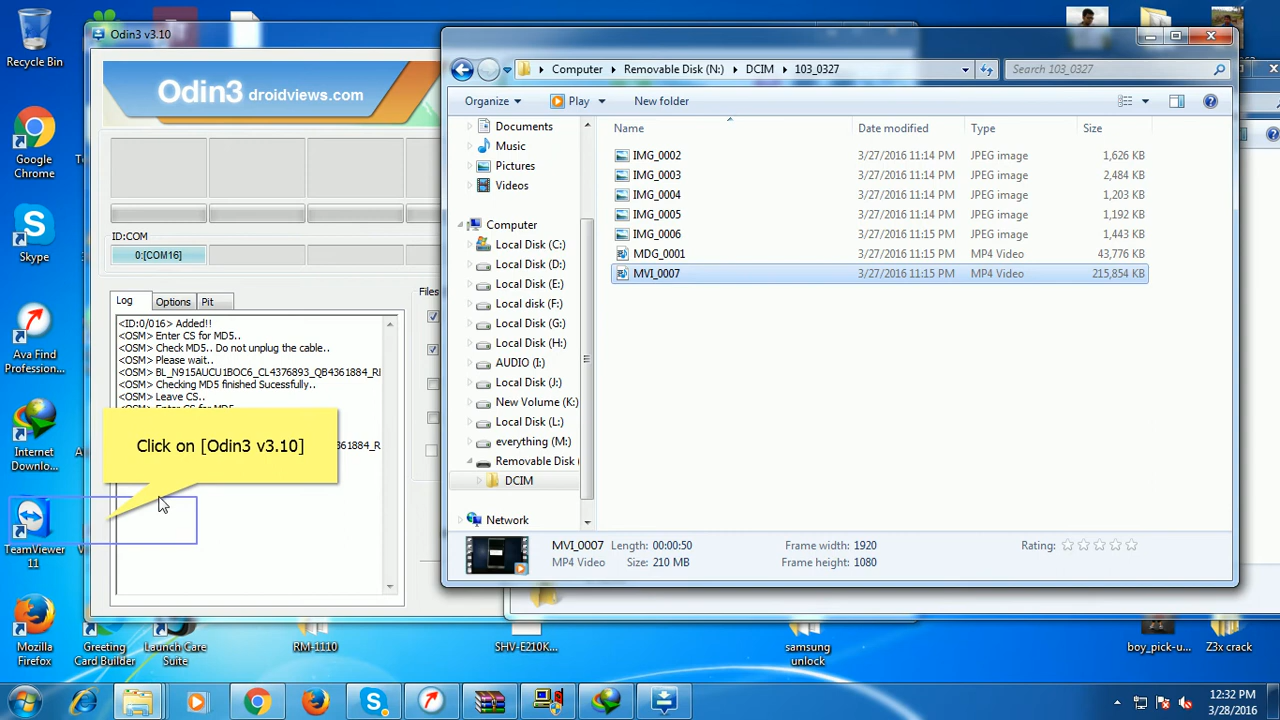 Recycle Bin
Google
Chrome
Skype
Ava Find
Profession...
Internet
Downlo...
TeamViewer
11
Mozilla
Firefox
Greeting
Card Builder
Launch Care
Suite
RM-1110
SHV-E210K...
samsung
unlock
boy_pick-u...
Z3x crack
Odin3 v3.10
Odin3 droidviews.com
ID:COM
0:[COM16]
Log
Options
Pit
Files
<ID:0/016> Added!!
<OSM> Enter CS for MD5..
<OSM> Check MD5.. Do not unplug the cable..
<OSM> Please wait..
<OSM> BL_N915AUCU1BOC6_CL4376893_QB4361884_RE
<OSM> Checking MD5 finished Sucessfully..
<OSM> Leave CS..
<OSM> Enter CS for MD5
Click on [Odin3 v3.10]
Computer
Removable Disk (N:)
DCIM
103_0327
Search 103_0327
Organize
Play
New folder
Documents
Music
Pictures
Videos
Computer
Local Disk (C:)
Local Disk (D:)
Local Disk (E:)
Local disk (F:)
Local Disk (G:)
Local Disk (H:)
AUDIO (I:)
Local Disk (J:)
New Volume (K:)
Local Disk (L:)
everything (M:)
Removable Disk
DCIM
Network
Name Date modified Type Size
IMG_0002 3/27/2016 11:14 PM JPEG image 1,626 KB
IMG_0003 3/27/2016 11:14 PM JPEG image 2,484 KB
IMG_0004 3/27/2016 11:14 PM JPEG image 1,203 KB
IMG_0005 3/27/2016 11:14 PM JPEG image 1,192 KB
IMG_0006 3/27/2016 11:14 PM JPEG image 1,443 KB
MDG_0001 3/27/2016 11:15 PM MP4 Video 43,776 KB
MVI_0007 3/27/2016 11:15 PM MP4 Video 215,854 KB
MVI_0007 Length: 00:00:50 Frame width: 1920 Rating:
MP4 Video Size: 210 MB Frame height: 1080
12:32 PM
3/28/2016